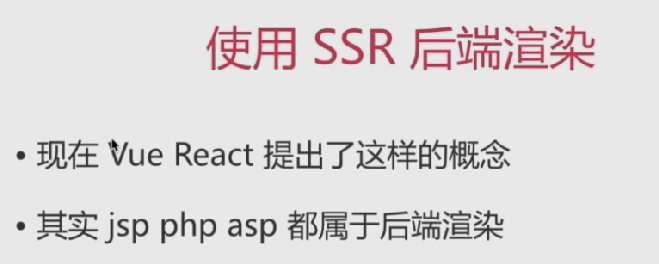 使用 SSR 后端渲染
• 现在 Vue React 提出了这样的概念
• 其实 jsp php asp 都属于后端渲染